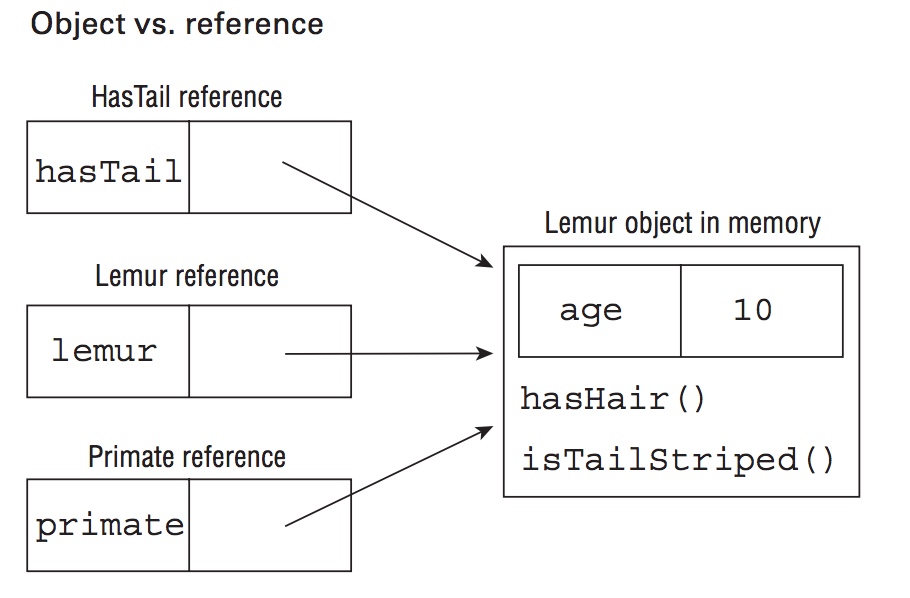 Object vs. reference
HasTail reference
hasTail
Lemur reference
lemur
Primate reference
primate
Lemur object in memory
age 10
hasHair()
isTailStriped()